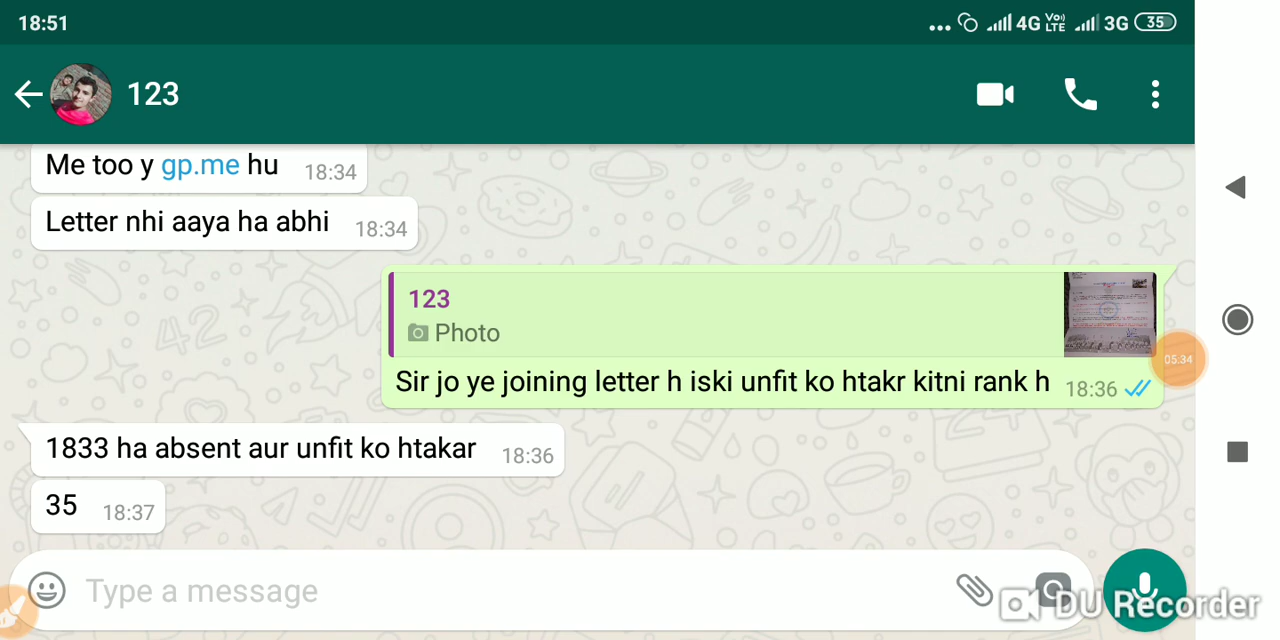 18:51
4G Vo)) LTE 3G 35
123
Me too y gp.me hu 18:34
Letter nhi aaya ha abhi 18:34
123
Photo
05:34
Sir jo ye joining letter h iski unfit ko htakr kitni rank h 18:36
1833 ha absent aur unfit ko htakar 18:36
35 18:37
Type a message
DU Recorder